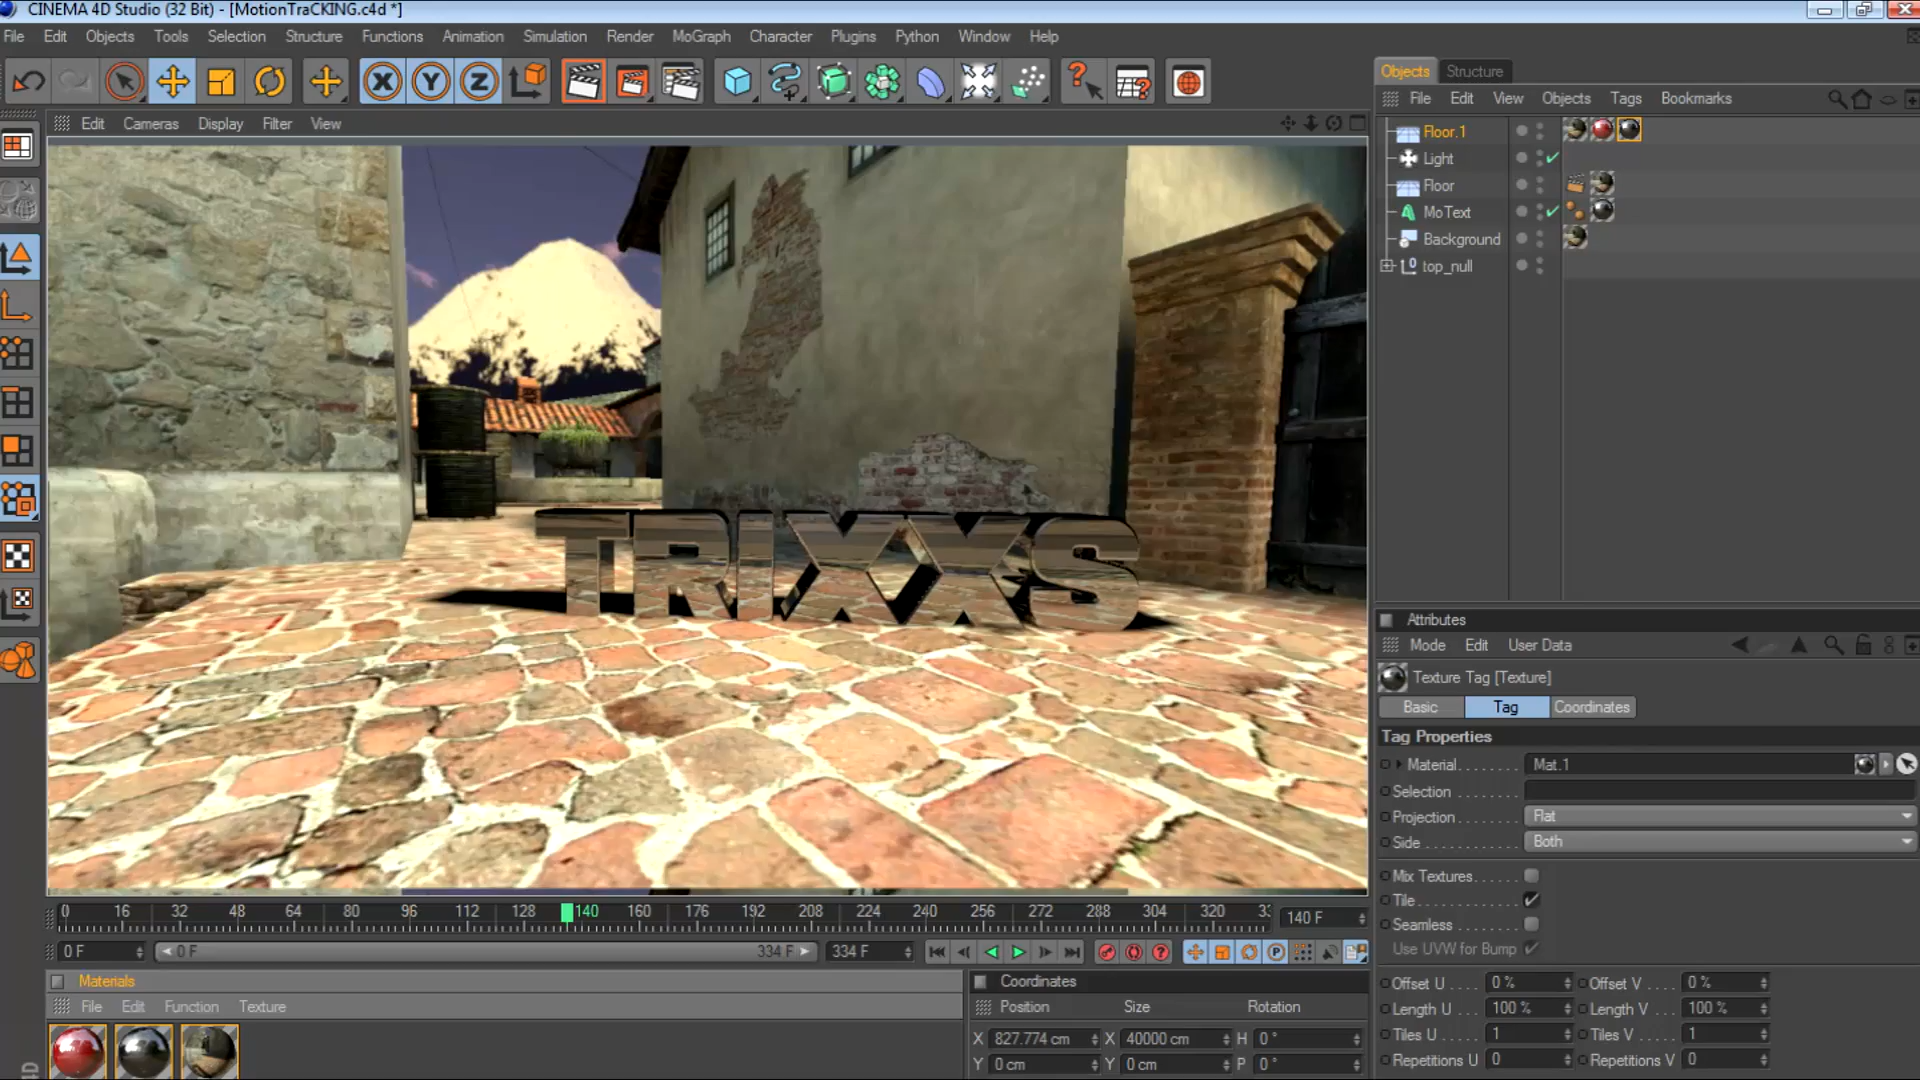 CINEMA 4D Studio (32 Bit) - [MotionTraCKING.c4d *]
File Edit Objects Tools Selection Structure Functions Animation Simulation Render MoGraph Character Plugins Python Window Help
X Y Z
Objects Structure
File Edit View Objects Tags Bookmarks
Edit Cameras Display Filter View
Floor.1
Light
Floor
MoText
Background
top_null
TRIXXS
Attributes
Mode Edit User Data
Texture Tag [Texture]
Basic Tag Coordinates
Tag Properties
Material. . . . . . . . Mat.1
Selection . . . . . . .
Projection. . . . . . . Flat
Side . . . . . . . . . . Both
Mix Textures. . . . . .
Tile. . . . . . . . . . .
Seamless . . . . . . .
Use UVW for Bump
Offset U . . . . 0 % Offset V . . . . 0 %
Length U . . . 100 % Length V . . . 100 %
Tiles U . . . . . 1 Tiles V . . . . . 1
Repetitions U 0 Repetitions V 0
0 16 32 48 64 80 96 112 128 140 160 176 192 208 224 240 256 272 288 304 320 140 F
0 F 0 F 334 F 334 F
Materials
File Edit Function Texture
Coordinates
Position Size Rotation
X 827.774 cm X 40000 cm H 0 °
Y 0 cm Y 0 cm P 0 °